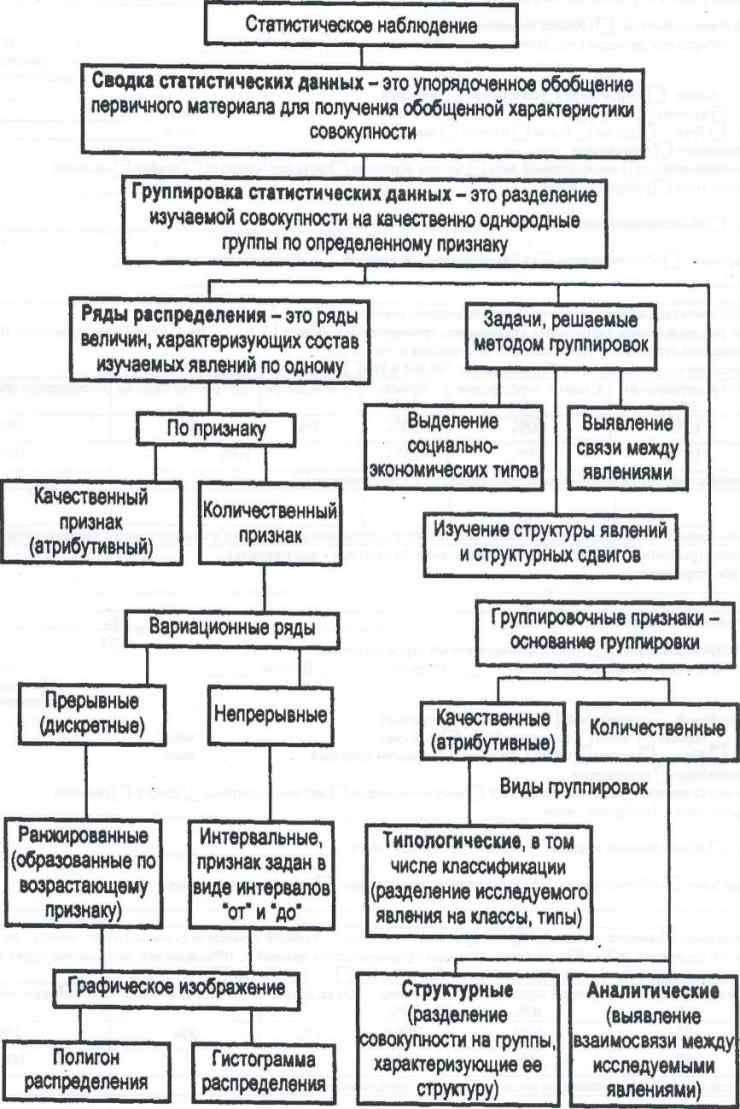 Статистическое наблюдение
Сводка статистических данных – это упорядоченное обобщение
первичного материала для получения обобщенной характеристики
совокупности
Группировка статистических данных – это разделение
изучаемой совокупности на качественно однородные
группы по определенному признаку
Ряды распределения – это ряды
величин, характеризующих состав
изучаемых явлений по одному
Задачи, решаемые
методом группировок
По признаку
Выделение
социально-
экономических типов
Выявление
связи между
явлениями
Качественный
признак
(атрибутивный)
Количественный
признак
Изучение структуры явлений
и структурных сдвигов
Вариационные ряды
Группировочные признаки –
основание группировки
Прерывные
(дискретные)
Непрерывные
Качественные
(атрибутивные)
Количественные
Виды группировок
Ранжированные
(образованные по
возрастающему
признаку)
Интервальные,
признак задан в
виде интервалов
"от" и "до"
Типологические, в том
числе классификации
(разделение исследуемого
явления на классы, типы)
Графическое изображение
Структурные
(разделение
совокупности на группы,
характеризующие ее
структуру)
Аналитические
(выявление
взаимосвязи между
исследуемыми
явлениями)
Полигон
распределения
Гистограмма
распределения